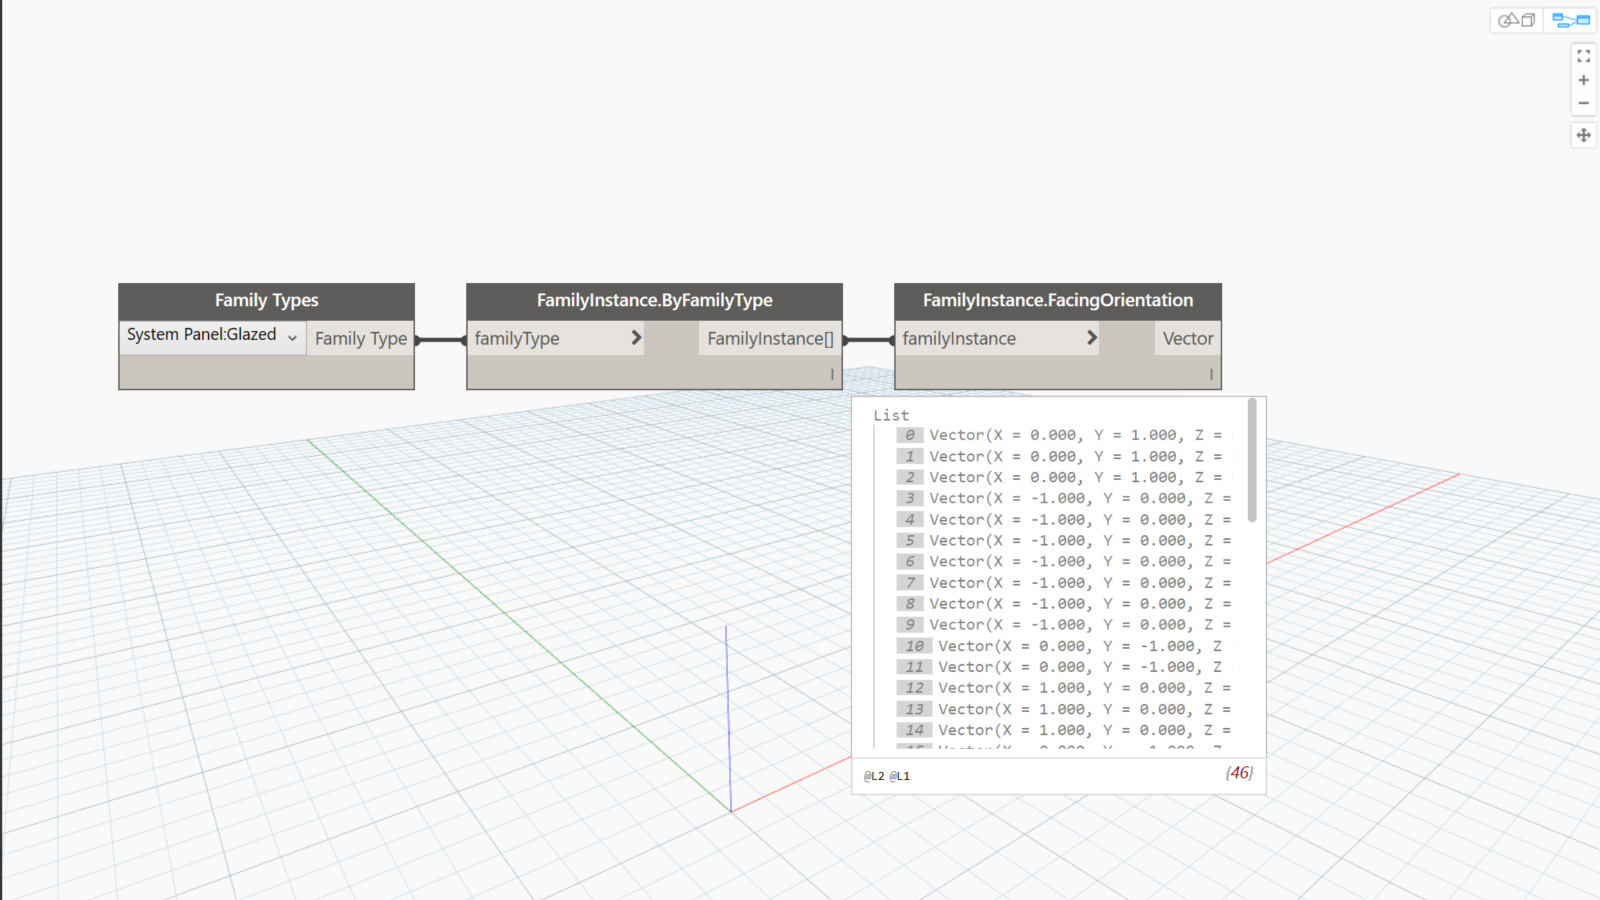 Family Types
System Panel:Glazed
Family Type
FamilyInstance.ByFamilyType
familyType
FamilyInstance[]
l
FamilyInstance.FacingOrientation
familyInstance
Vector
l
List
0 Vector(X = 0.000, Y = 1.000, Z =
1 Vector(X = 0.000, Y = 1.000, Z =
2 Vector(X = 0.000, Y = 1.000, Z =
3 Vector(X = -1.000, Y = 0.000, Z =
4 Vector(X = -1.000, Y = 0.000, Z =
5 Vector(X = -1.000, Y = 0.000, Z =
6 Vector(X = -1.000, Y = 0.000, Z =
7 Vector(X = -1.000, Y = 0.000, Z =
8 Vector(X = -1.000, Y = 0.000, Z =
9 Vector(X = -1.000, Y = 0.000, Z =
10 Vector(X = 0.000, Y = -1.000, Z
11 Vector(X = 0.000, Y = -1.000, Z
12 Vector(X = 1.000, Y = 0.000, Z =
13 Vector(X = 1.000, Y = 0.000, Z =
14 Vector(X = 1.000, Y = 0.000, Z =
@L2 @L1
{46}